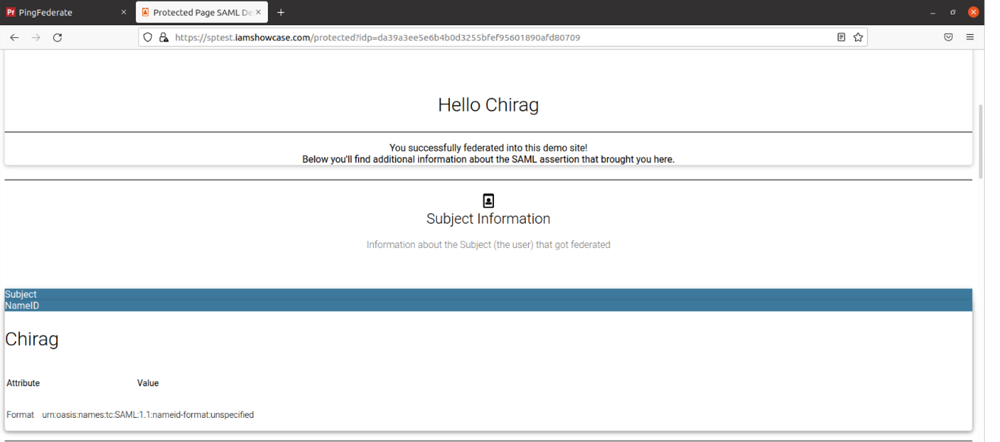 PingFederate
Protected Page SAML De
https://sptest.iamshowcase.com/protected?idp=da39a3ee5e6b4b0d3255bfef95601890afd80709
Hello Chirag
You successfully federated into this demo site!
Below you'll find additional information about the SAML assertion that brought you here.
Subject Information
Information about the Subject (the user) that got federated
Subject
NameID
Chirag
Attribute Value
Format urn:oasis:names:tc:SAML:1.1:nameid-format:unspecified